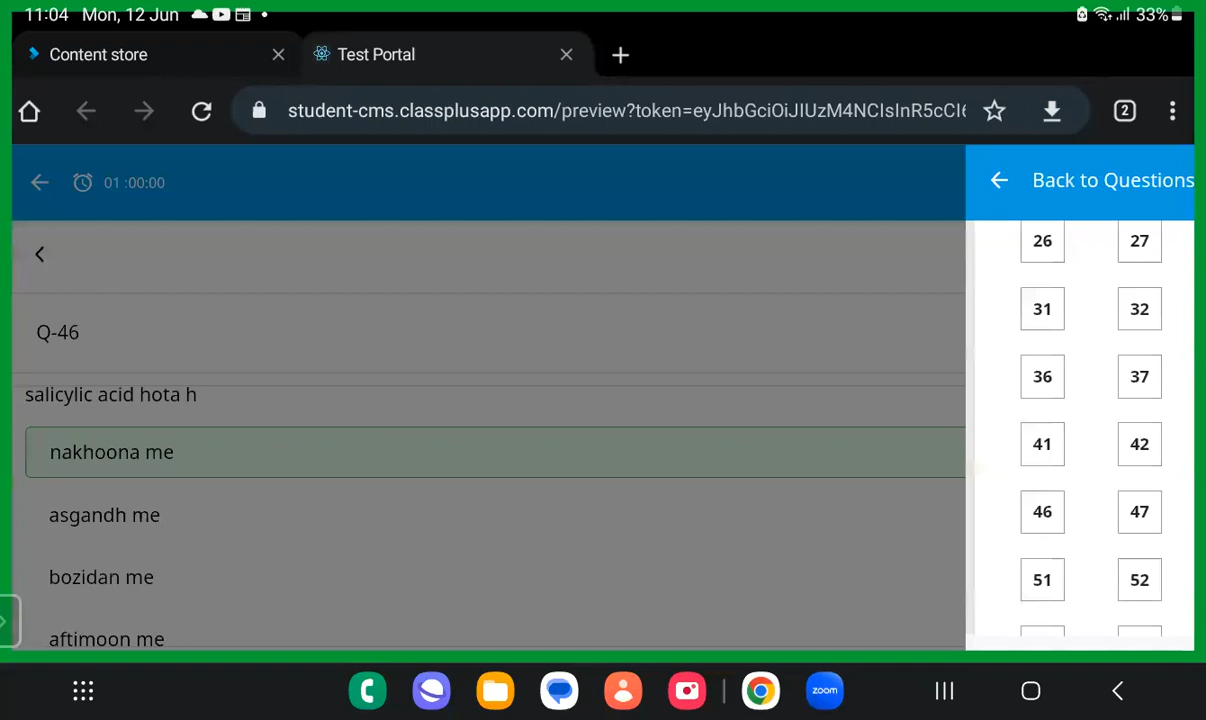 11:04 Mon, 12 Jun 33%
Content store Test Portal
student-cms.classplusapp.com/preview?token=eyJhbGciOiJIUzM4NCIsInR5cCI6 2
01 :00:00 Back to Questions
26 27
Q-46
31 32
salicylic acid hota h
36 37
nakhoona me
41 42
asgandh me
46 47
bozidan me
51 52
aftimoon me
zoom